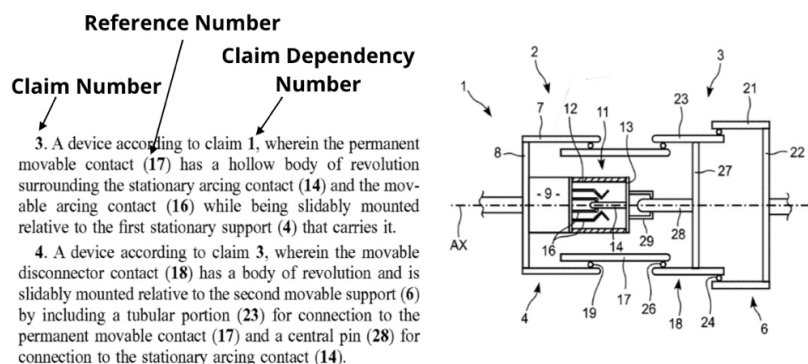 Reference Number
Claim Dependency
Number
Claim Number
3. A device according to claim 1, wherein the permanent
movable contact (17) has a hollow body of revolution
surrounding the stationary arcing contact (14) and the mov-
able arcing contact (16) while being slidably mounted
relative to the first stationary support (4) that carries it.
4. A device according to claim 3, wherein the movable
disconnector contact (18) has a body of revolution and is
slidably mounted relative to the second movable support (6)
by including a tubular portion (23) for connection to the
permanent movable contact (17) and a central pin (28) for
connection to the stationary arcing contact (14).
2
3
1
7
12
11
23
21
13
8
22
27
- 9 -
AX
16
14
29
28
4
19
17
26
18
24
6